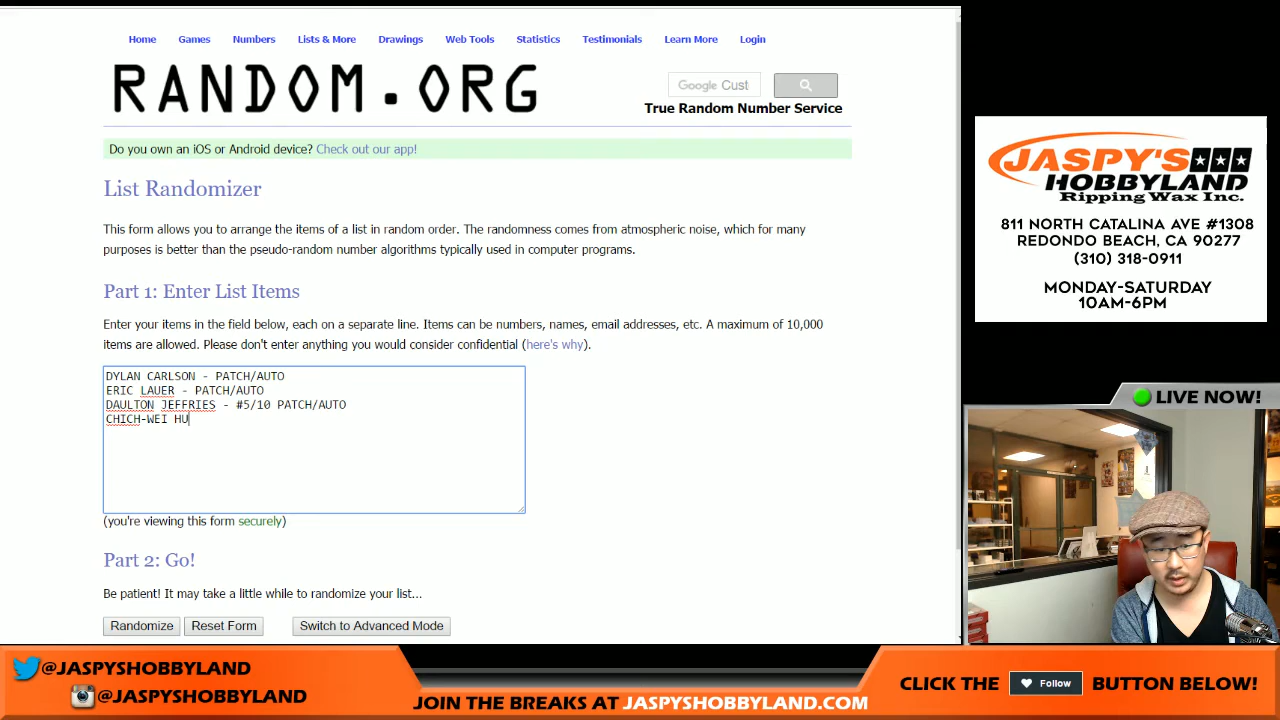 Home Games Numbers Lists & More Drawings Web Tools Statistics Testimonials Learn More Login
RANDOM.ORG
Google Cust
True Random Number Service
Do you own an iOS or Android device? Check out our app!
List Randomizer
This form allows you to arrange the items of a list in random order. The randomness comes from atmospheric noise, which for many
purposes is better than the pseudo-random number algorithms typically used in computer programs.
Part 1: Enter List Items
Enter your items in the field below, each on a separate line. Items can be numbers, names, email addresses, etc. A maximum of 10,000
items are allowed. Please don't enter anything you would consider confidential (here's why).
DYLAN CARLSON - PATCH/AUTO
ERIC LAUER - PATCH/AUTO
DAULTON JEFFRIES - #5/10 PATCH/AUTO
CHICH-WEI HU
(you're viewing this form securely)
Part 2: Go!
Be patient! It may take a little while to randomize your list...
Randomize Reset Form Switch to Advanced Mode
JASPY'S
HOBBYLAND
Ripping Wax Inc.
811 NORTH CATALINA AVE #1308
REDONDO BEACH, CA 90277
(310) 318-0911
MONDAY-SATURDAY
10AM-6PM
LIVE NOW!
@JASPYSHOBBYLAND
@JASPYSHOBBYLAND
JOIN THE BREAKS AT JASPYSHOBBYLAND.COM
CLICK THE Follow BUTTON BELOW!